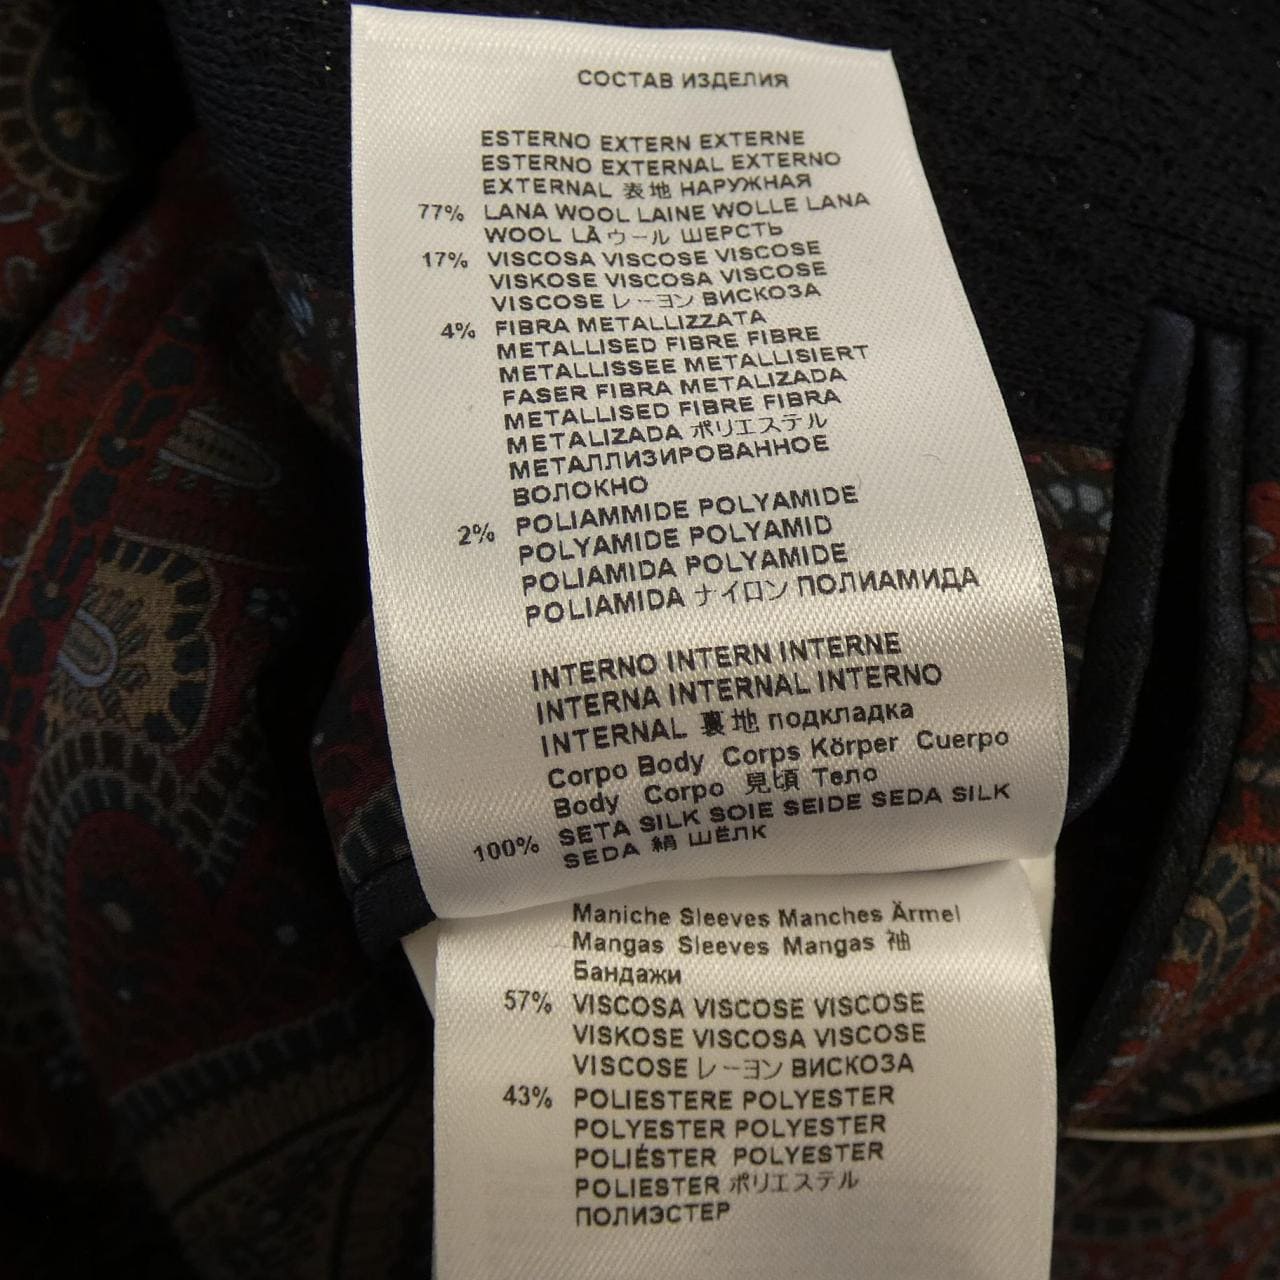 СОСТАВ ИЗДЕЛИЯ
ESTERNO EXTERN EXTERNE
ESTERNO EXTERNAL EXTERNO
EXTERNAL 表地 НАРУЖНАЯ
77% LANA WOOL LAINE WOLLE LANA
WOOL LÃ ウール ШЕРСТЬ
17% VISCOSA VISCOSE VISCOSE
VISKOSE VISCOSA VISCOSE
VISCOSE レーヨン ВИСКОЗА
4% FIBRA METALLIZZATA
METALLISED FIBRE FIBRE
METALLISSEE METALLISIERT
FASER FIBRA METALIZADA
METALLISED FIBRE FIBRA
METALIZADA ポリエステル
МЕТАЛЛИЗИРОВАННОЕ
ВОЛОКНО
2% POLIAMMIDE POLYAMIDE
POLYAMIDE POLYAMID
POLIAMIDA POLYAMIDE
POLIAMIDA ナイロン ПОЛИАМИДА
INTERNO INTERN INTERNE
INTERNA INTERNAL INTERNO
INTERNAL 裏地 подкладка
Corpo Body Corps Körper Cuerpo
Body Corpo 見頃 Тело
100% SETA SILK SOIE SEIDE SEDA SILK
SEDA 絹 ШЁЛК
Maniche Sleeves Manches Ärmel
Mangas Sleeves Mangas 袖
Бандажи
57% VISCOSA VISCOSE VISCOSE
VISKOSE VISCOSA VISCOSE
VISCOSE レーヨン ВИСКОЗА
43% POLIESTERE POLYESTER
POLYESTER POLYESTER
POLIÉSTER POLYESTER
POLIESTER ポリエステル
ПОЛИЭСТЕР